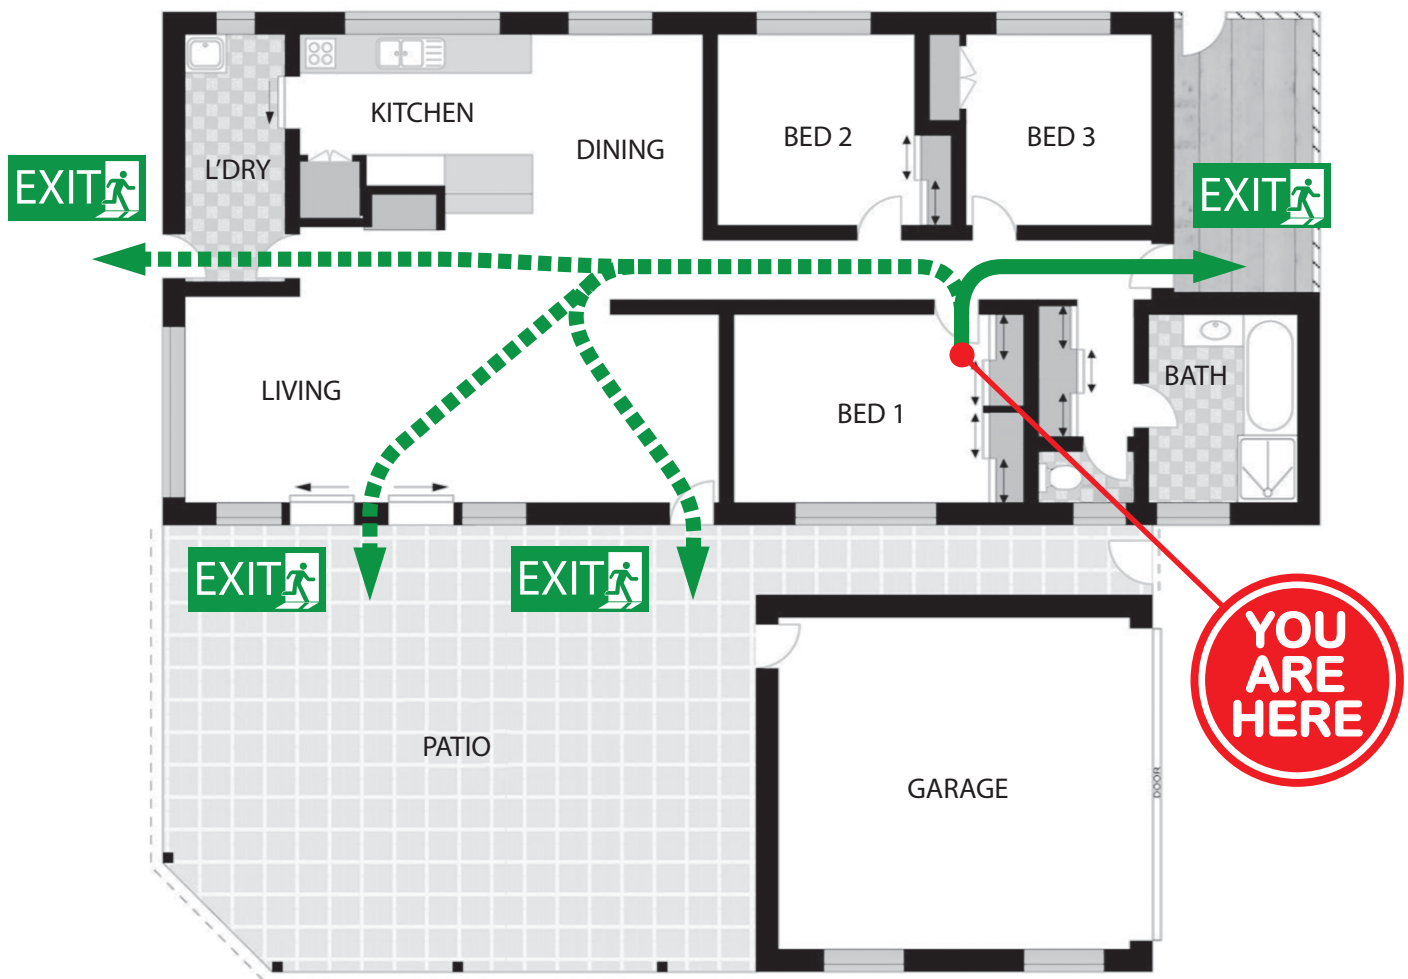 KITCHEN
DINING
BED 2
BED 3
L'DRY
EXIT
EXIT
LIVING
BED 1
BATH
EXIT
EXIT
YOU
ARE
HERE
PATIO
GARAGE
DOOR